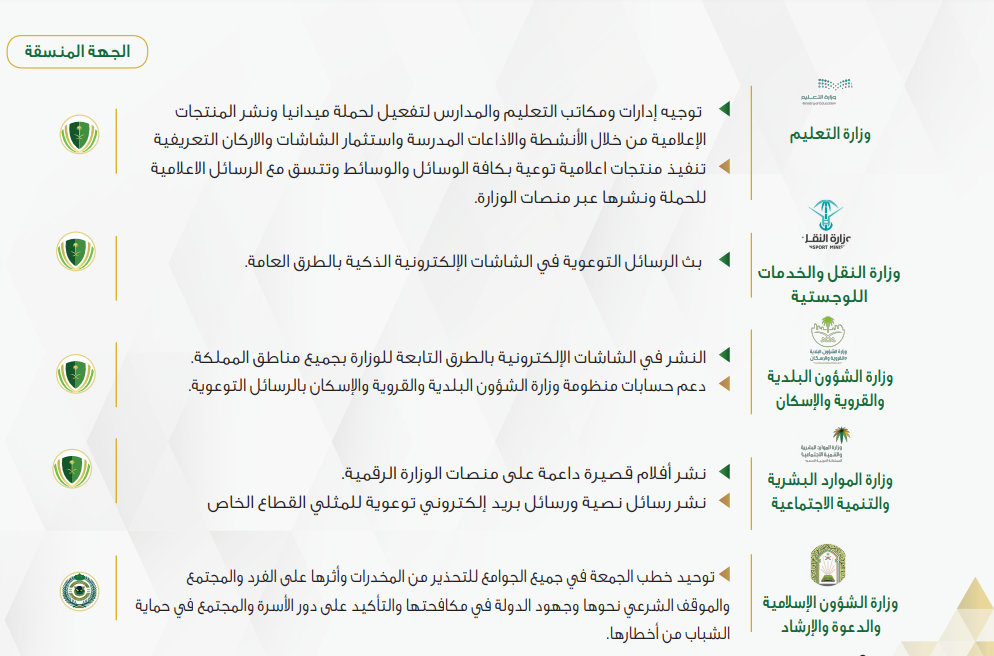 الجهة المنسقة
وزارة التعليم
وزارة التعليم
توجيه إدارات ومكاتب التعليم والمدارس لتفعيل لحملة ميدانيا ونشر المنتجات
الإعلامية من خلال الأنشطة والاذاعات المدرسة واستثمار الشاشات والاركان التعريفية
تنفيذ منتجات اعلامية توعية بكافة الوسائل والوسائط وتتسق مع الرسائل الاعلامية
للحملة ونشرها عبر منصات الوزارة.
وزارة النقل
وزارة النقل والخدمات
اللوجستية
بث الرسائل التوعوية في الشاشات الإلكترونية الذكية بالطرق العامة.
وزارة الشؤون البلدية
والقروية والإسكان
وزارة الشؤون البلدية
والقروية والإسكان
النشر في الشاشات الإلكترونية بالطرق التابعة للوزارة بجميع مناطق المملكة.
دعم حسابات منظومة وزارة الشؤون البلدية والقروية والإسكان بالرسائل التوعوية.
وزارة الموارد البشرية
والتنمية الاجتماعية
وزارة الموارد البشرية
والتنمية الاجتماعية
نشر أفلام قصيرة داعمة على منصات الوزارة الرقمية.
نشر رسائل نصية ورسائل بريد إلكتروني توعوية للمثلي القطاع الخاص
وزارة الشؤون الإسلامية
والدعوة والإرشاد
توحيد خطب الجمعة في جميع الجوامع للتحذير من المخدرات وأثرها على الفرد والمجتمع
والموقف الشرعي نحوها وجهود الدولة في مكافحتها والتأكيد على دور الأسرة والمجتمع في حماية
الشباب من أخطارها.